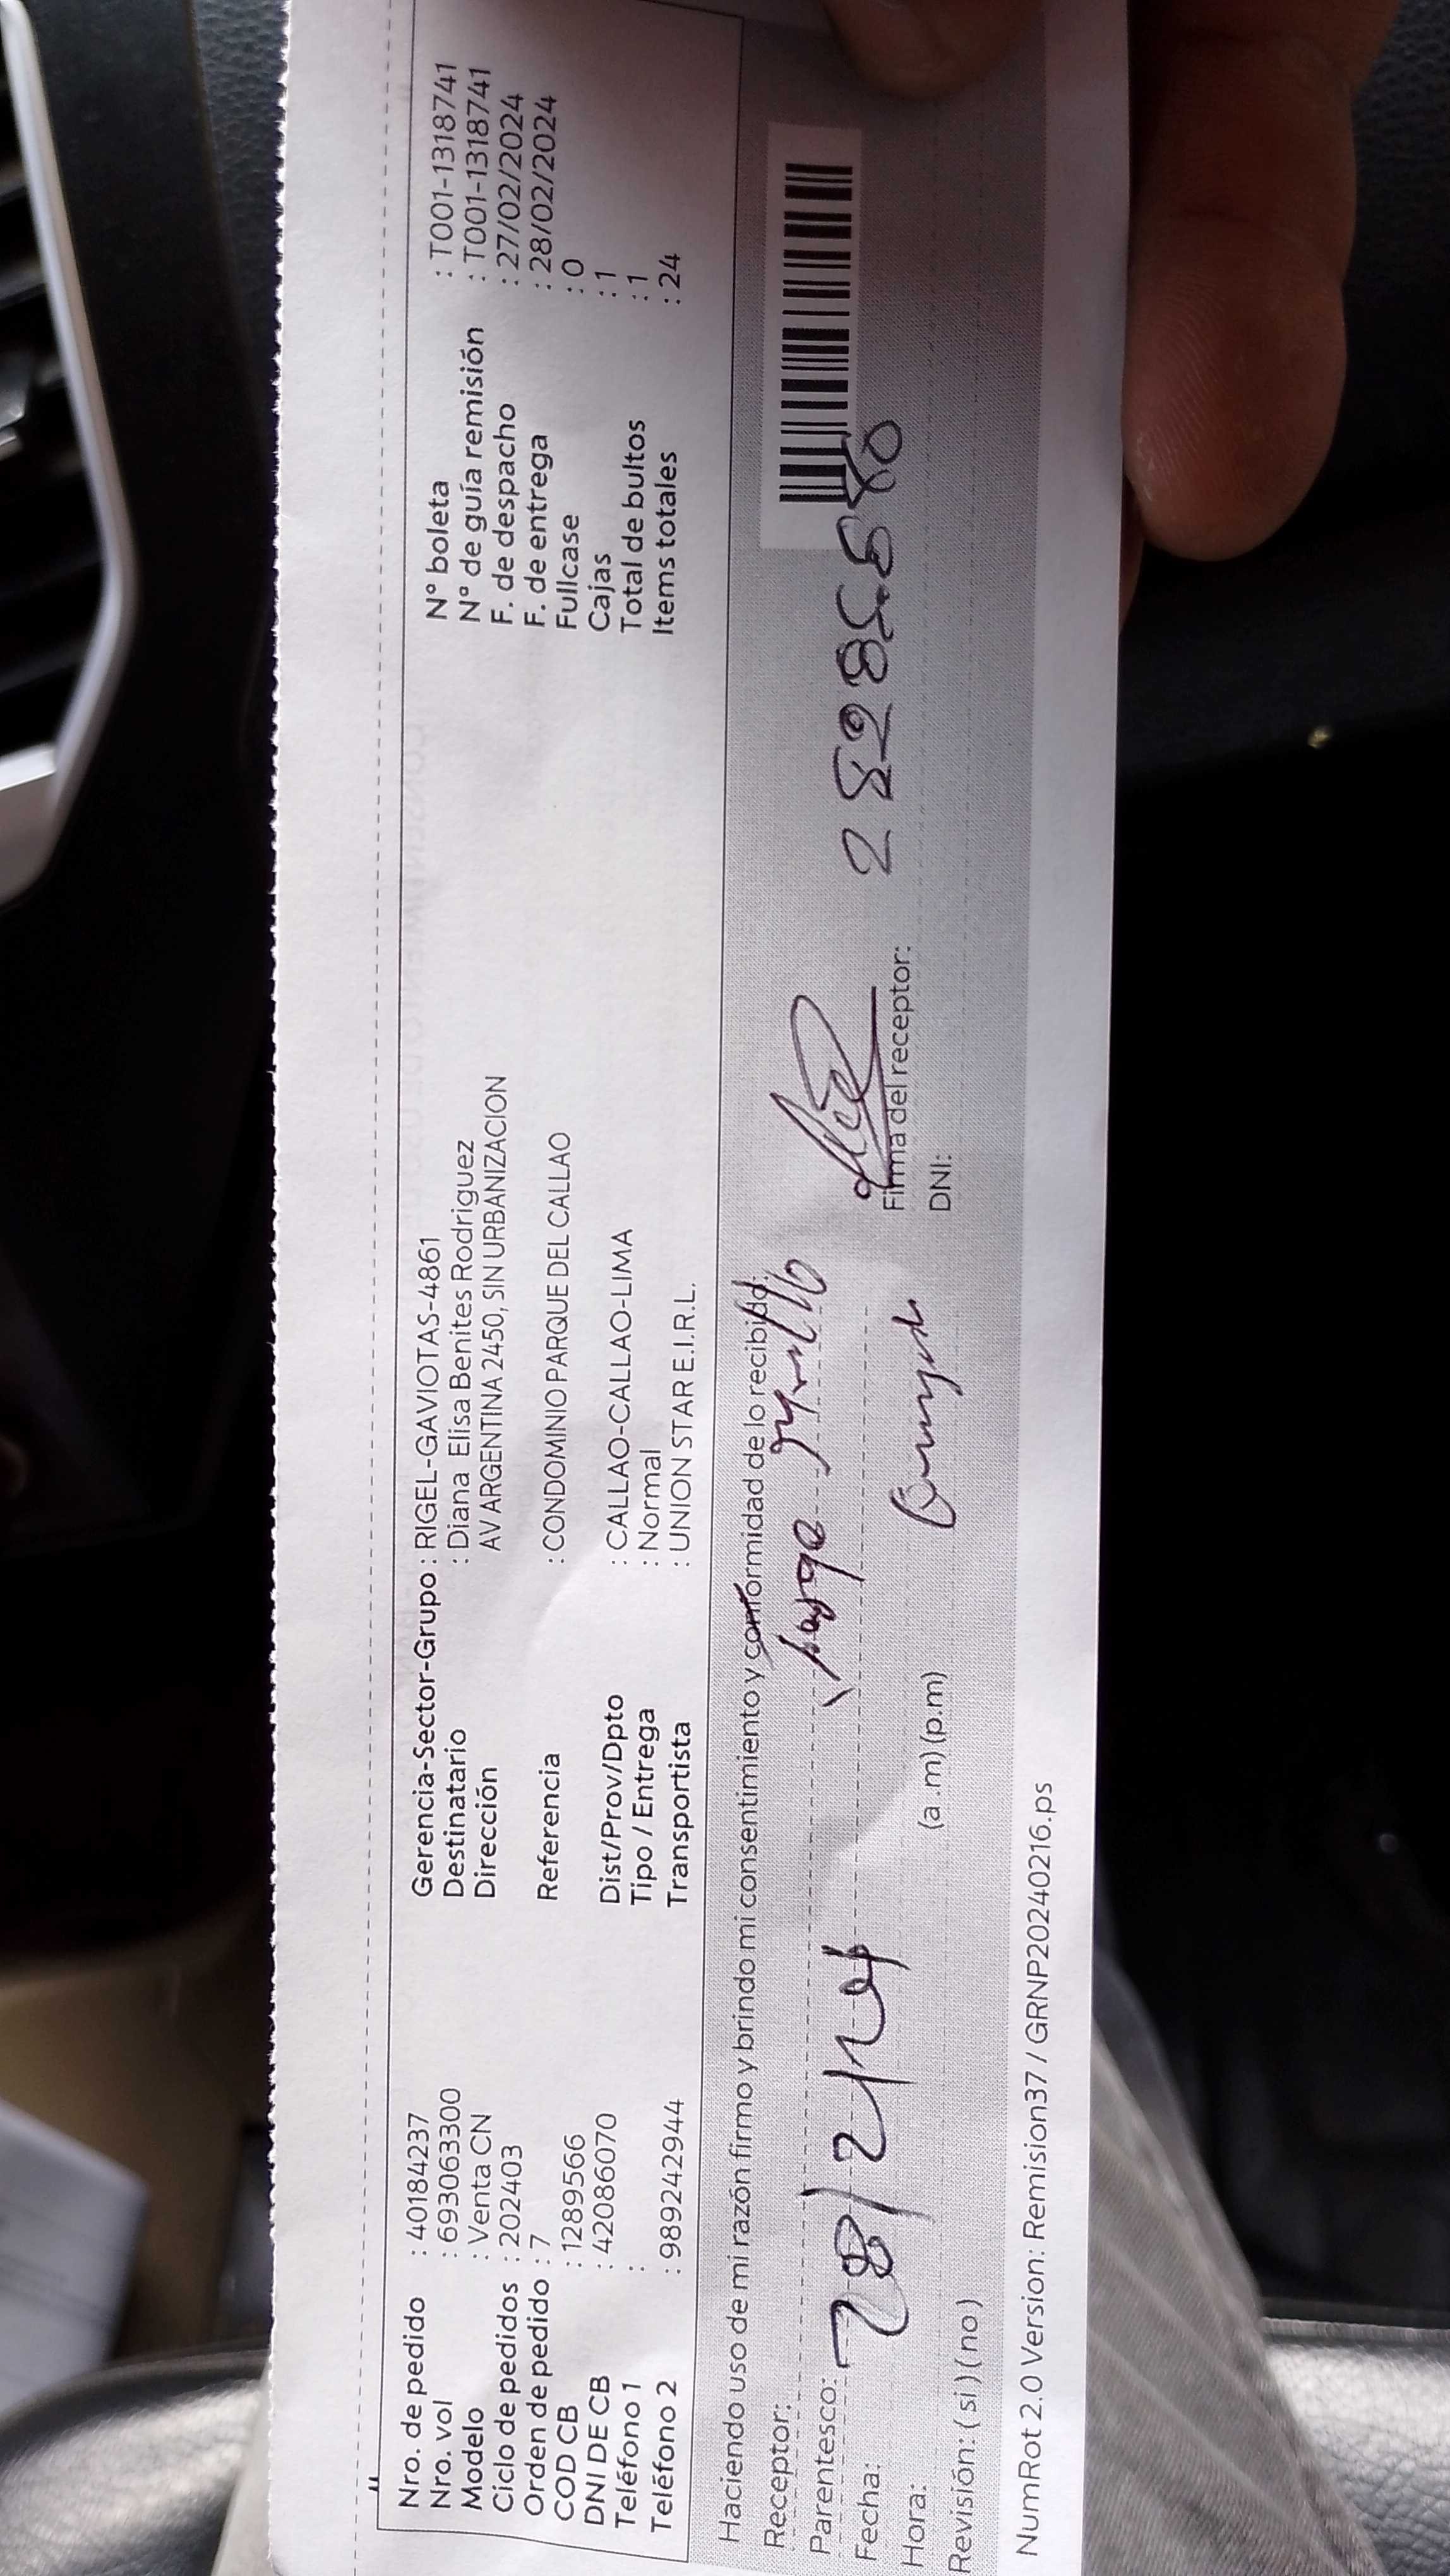 Nro. de pedido : 40184237 Gerencia-Sector-Grupo : RIGEL-GAVIOTAS-4861 N° boleta : T001-1318741
Nro. vol : 693063300 Destinatario : Diana Elisa Benites Rodriguez N° de guía remisión : T001-1318741
Modelo : Venta CN Dirección AV ARGENTINA 2450, SIN URBANIZACION F. de despacho : 27/02/2024
Ciclo de pedidos : 202403 F. de entrega : 28/02/2024
Orden de pedido : 7 Referencia : CONDOMINIO PARQUE DEL CALLAO Fullcase : 0
COD CB : 1289566 Cajas : 1
DNI DE CB : 42086070 Dist/Prov/Dpto : CALLAO-CALLAO-LIMA Total de bultos : 1
Teléfono 1 : Tipo / Entrega : Normal Items totales : 24
Teléfono 2 : 989242944 Transportista : UNION STAR E.I.R.L.
Haciendo uso de mi razón firmo y brindo mi consentimiento y conformidad de lo recibido.
Receptor:
Parentesco:
Fecha: 28/2/24 Firma del receptor:
Hora: (a .m) (p.m) DNI:
Revisión: ( si ) ( no )
NumRot 2.0 Version: Remision37 / GRNP20240216.ps